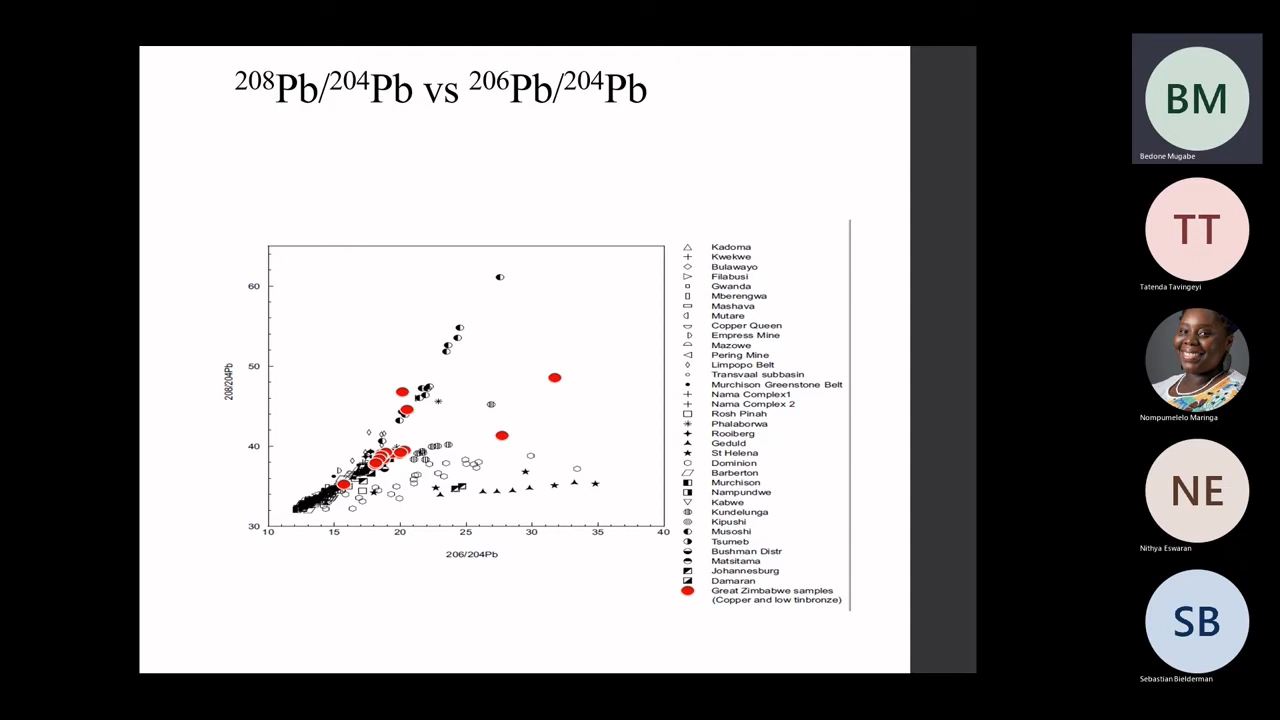 ²⁰⁸Pb/²⁰⁴Pb vs ²⁰⁶Pb/²⁰⁴Pb
208/204Pb
60
50
40
30
10 15 20 25 30 35 40
206/204Pb
Kadoma
Kwekwe
Bulawayo
Filabusi
Gwanda
Mberengwa
Mashava
Mutare
Copper Queen
Empress Mine
Mazowe
Pering Mine
Limpopo Belt
Transvaal subbasin
Murchison Greenstone Belt
Nama Complex1
Nama Complex 2
Rosh Pinah
Phalaborwa
Rooiberg
Geduld
St Helena
Dominion
Barberton
Murchison
Nampundwe
Kabwe
Kundelunga
Kipushi
Musoshi
Tsumeb
Bushman Distr
Matsitama
Johannesburg
Damaran
Great Zimbabwe samples
(Copper and low tinbronze)
BM
Bedone Mugabe
TT
Tatenda Tavingeyi
Nompumelelo Maringa
NE
Nithya Eswaran
SB
Sebastian Bielderman